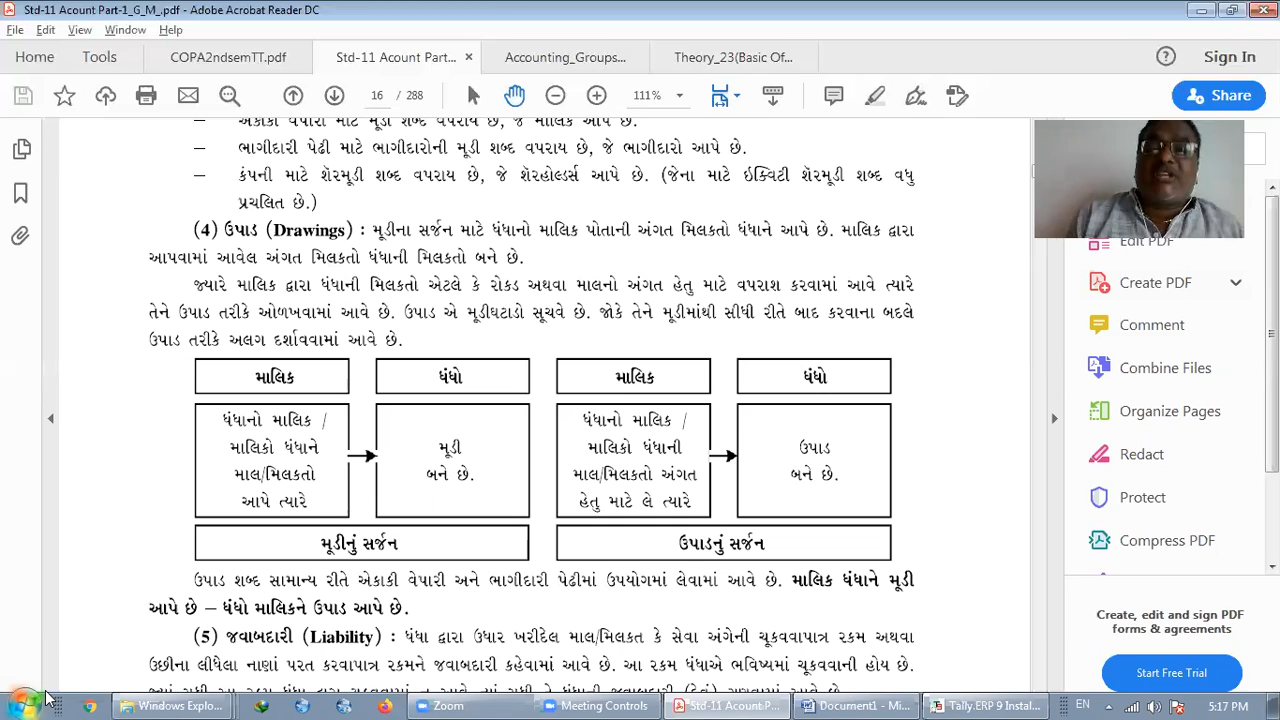 Std-11 Acount Part-1_G_M_.pdf - Adobe Acrobat Reader DC
File Edit View Window Help
Home Tools COPA2ndsemTT.pdf Std-11 Acount Part... × Accounting_Groups... Theory_23(Basic Of... Sign In
16 / 288 111% Share
– એકાકી વેપારી માટે મૂડી શબ્દ વપરાય છે, જે માલિક આપે છે.
– ભાગીદારી પેઢી માટે ભાગીદારોની મૂડી શબ્દ વપરાય છે, જે ભાગીદારો આપે છે.
– કંપની માટે શૅરમૂડી શબ્દ વપરાય છે, જે શૅરહોલ્ડર્સ આપે છે. (જેના માટે ઇક્વિટી શૅરમૂડી શબ્દ વધુ
પ્રચલિત છે.)
(4) ઉપાડ (Drawings) : મૂડીના સર્જન માટે ધંધાનો માલિક પોતાની અંગત મિલકતો ધંધાને આપે છે. માલિક દ્વારા
આપવામાં આવેલ અંગત મિલકતો ધંધાની મિલકતો બને છે.
જ્યારે માલિક દ્વારા ધંધાની મિલકતો એટલે કે રોકડ અથવા માલનો અંગત હેતુ માટે વપરાશ કરવામાં આવે ત્યારે
તેને ઉપાડ તરીકે ઓળખવામાં આવે છે. ઉપાડ એ મૂડીઘટાડો સૂચવે છે. જોકે તેને મૂડીમાંથી સીધી રીતે બાદ કરવાના બદલે
ઉપાડ તરીકે અલગ દર્શાવવામાં આવે છે.
માલિક ધંધો માલિક ધંધો
ધંધાનો માલિક /
માલિકો ધંધાને
માલ/મિલકતો
આપે ત્યારે
મૂડી
બને છે.
ધંધાનો માલિક /
માલિકો ધંધાની
માલ/મિલકતો અંગત
હેતુ માટે લે ત્યારે
ઉપાડ
બને છે.
મૂડીનું સર્જન ઉપાડનું સર્જન
ઉપાડ શબ્દ સામાન્ય રીતે એકાકી વેપારી અને ભાગીદારી પેઢીમાં ઉપયોગમાં લેવામાં આવે છે. માલિક ધંધાને મૂડી
આપે છે – ધંધો માલિકને ઉપાડ આપે છે.
(5) જવાબદારી (Liability) : ધંધા દ્વારા ઉધાર ખરીદેલ માલ/મિલકત કે સેવા અંગેની ચૂકવવાપાત્ર રકમ અથવા
ઉછીના લીધેલા નાણાં પરત કરવાપાત્ર રકમને જવાબદારી કહેવામાં આવે છે. આ રકમ ધંધાએ ભવિષ્યમાં ચૂકવવાની હોય છે.
Edit PDF
Create PDF
Comment
Combine Files
Organize Pages
Redact
Protect
Compress PDF
Create, edit and sign PDF
forms & agreements
Start Free Trial
Windows Explo... Zoom Meeting Controls Std-11 Acount P... Document1 - Mi... Tally.ERP 9 Instal... 5:17 PM